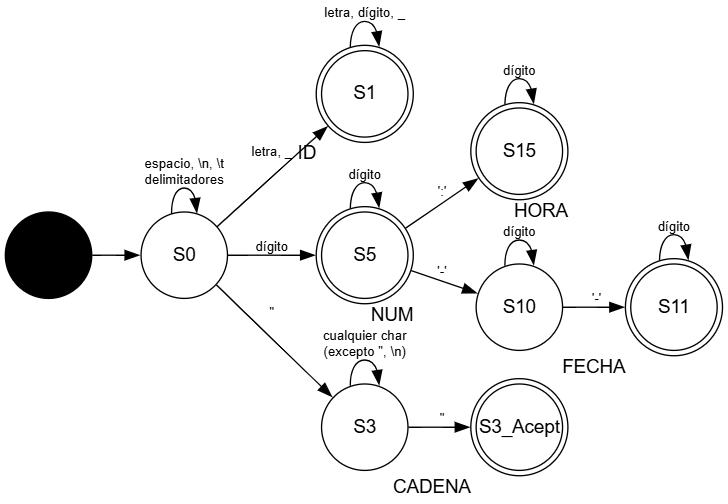 letra, dígito, _
S1
dígito
letra, _
ID
S15
espacio, \n, \t
delimitadores
dígito
':'
HORA
S0
dígito
S5
dígito
'-'
dígito
NUM
S10
'-'
S11
"
cualquier char
(excepto ", \n)
FECHA
S3
"
S3_Acept
CADENA